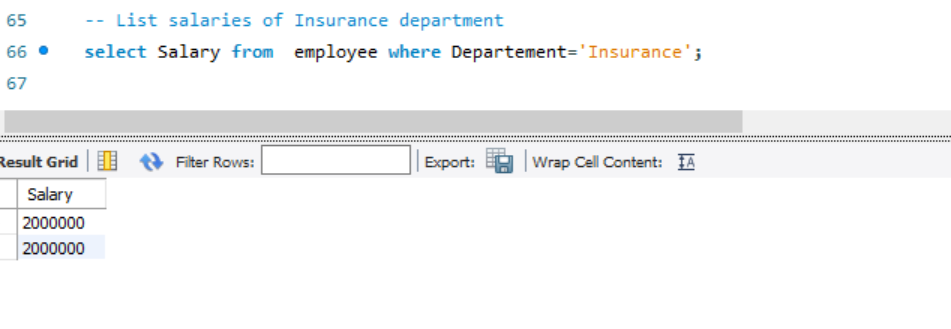 65 -- List salaries of Insurance department
66 select Salary from  employee where Departement='Insurance';
67
Result Grid Filter Rows: Export: Wrap Cell Content: IA
Salary
2000000
2000000